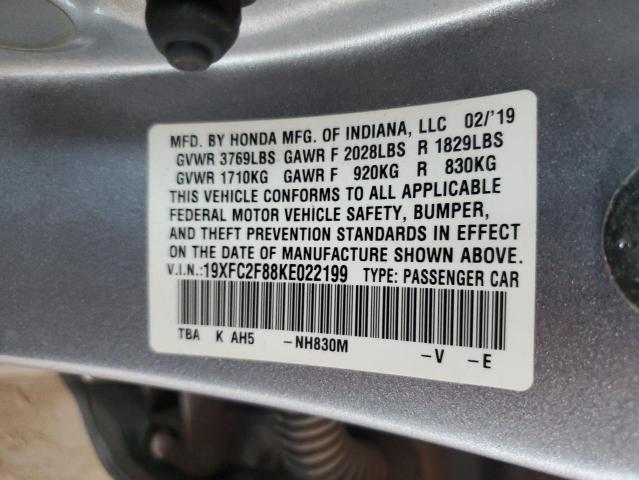 MFD. BY HONDA MFG. OF INDIANA, LLC 02/'19
GVWR 3769LBS GAWR F 2028LBS R 1829LBS
GVWR 1710KG GAWR F 920KG R 830KG
THIS VEHICLE CONFORMS TO ALL APPLICABLE
FEDERAL MOTOR VEHICLE SAFETY, BUMPER,
AND THEFT PREVENTION STANDARDS IN EFFECT
ON THE DATE OF MANUFACTURE SHOWN ABOVE.
V.I.N.:19XFC2F88KE022199 TYPE: PASSENGER CAR
TBA K AH5 -NH830M -V -E